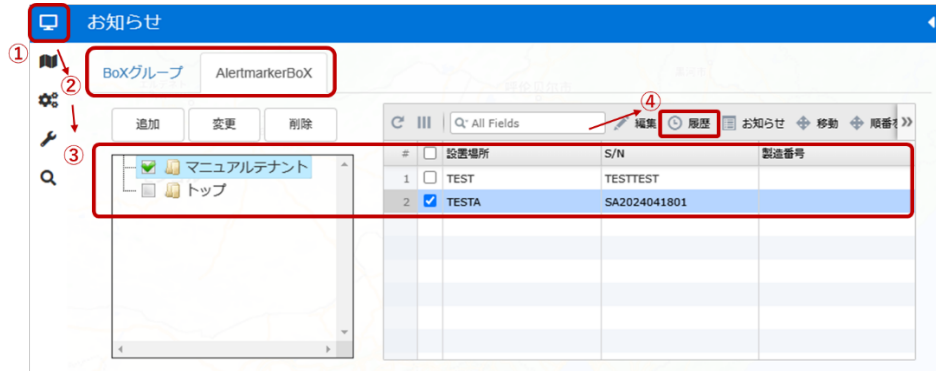 お知らせ
①
②
BoXグループ AlertmarkerBoX
④
追加 変更 削除
All Fields 編集 履歴 お知らせ 移動 順番
③
# 設置場所 S/N 製造番号
マニュアルテナント
1 TEST TESTTEST
トップ
2 TESTA SA2024041801